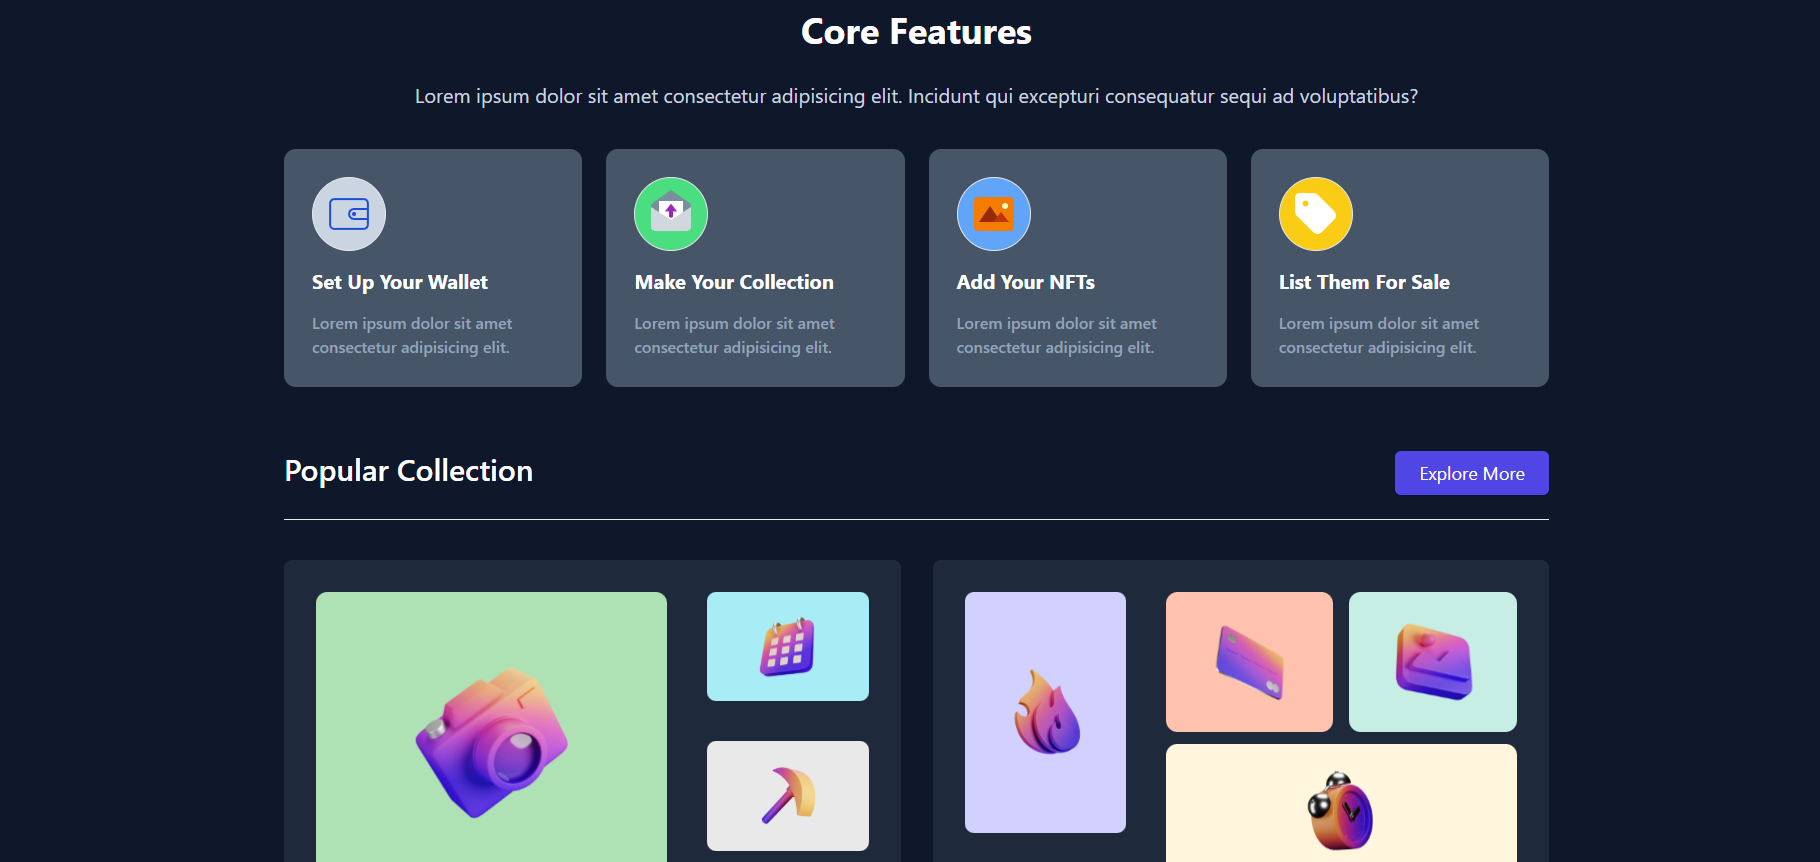 Core Features
Lorem ipsum dolor sit amet consectetur adipisicing elit. Incidunt qui excepturi consequatur sequi ad voluptatibus?
Set Up Your Wallet
Lorem ipsum dolor sit amet
consectetur adipisicing elit.
Make Your Collection
Lorem ipsum dolor sit amet
consectetur adipisicing elit.
Add Your NFTs
Lorem ipsum dolor sit amet
consectetur adipisicing elit.
List Them For Sale
Lorem ipsum dolor sit amet
consectetur adipisicing elit.
Popular Collection
Explore More